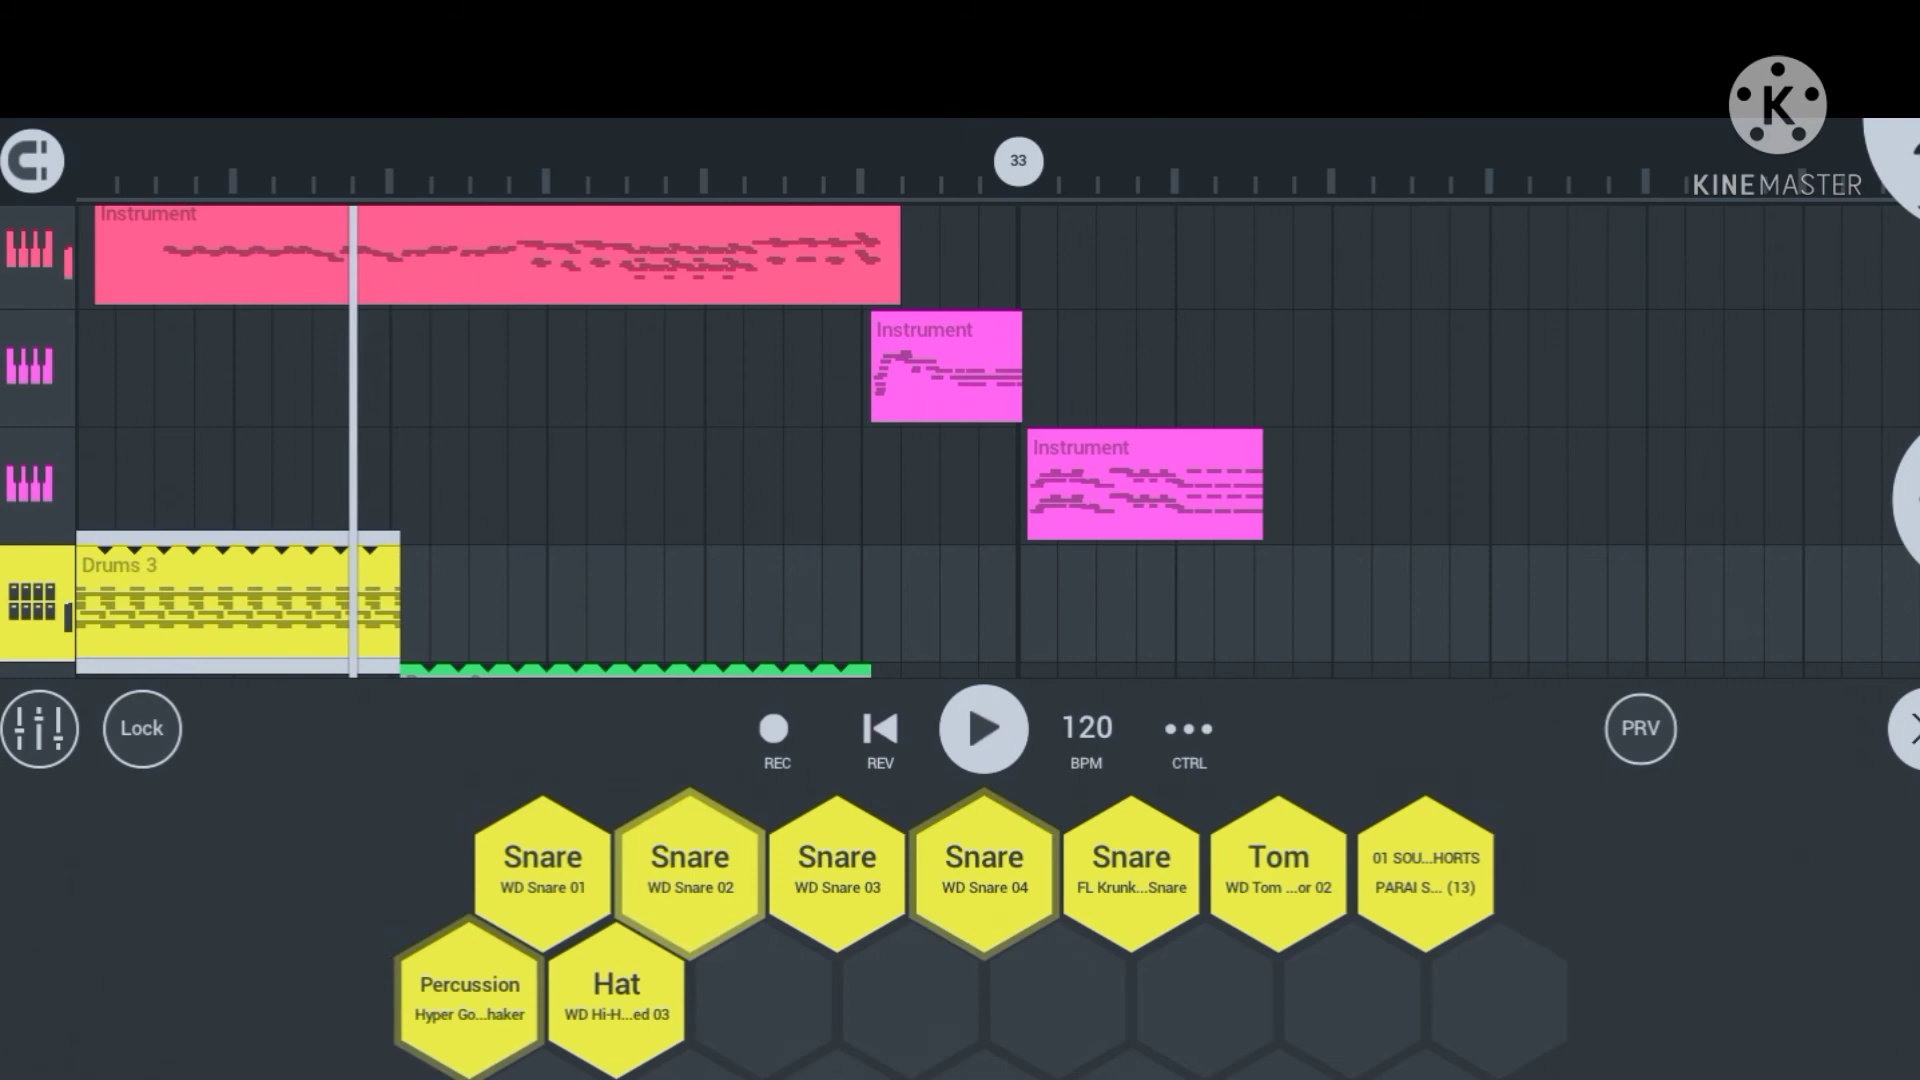 K
KINEMASTER
33
Instrument
Instrument
Instrument
Drums 3
Lock
REC
REV
120
BPM
CTRL
PRV
Snare
WD Snare 01
Snare
WD Snare 02
Snare
WD Snare 03
Snare
WD Snare 04
Snare
FL Krunk...Snare
Tom
WD Tom ...or 02
01 SOU...HORTS
PARAI S... (13)
Percussion
Hyper Go...haker
Hat
WD Hi-H...ed 03